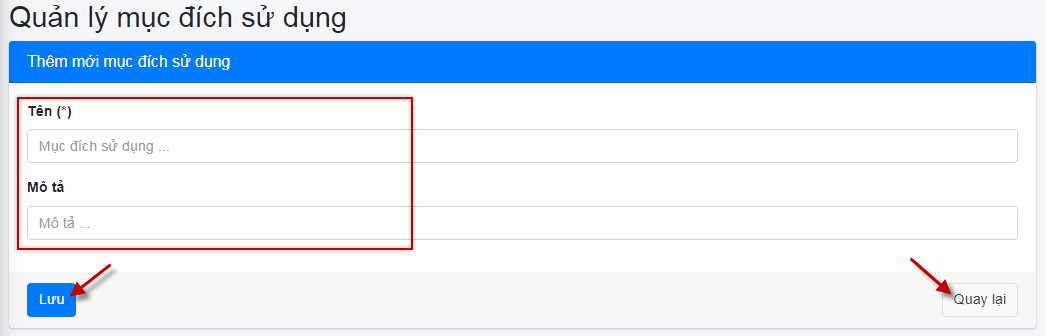 Quản lý mục đích sử dụng
Thêm mới mục đích sử dụng
Tên (*)
Mục đích sử dụng ...
Mô tả
Mô tả ...
Lưu
Quay lại